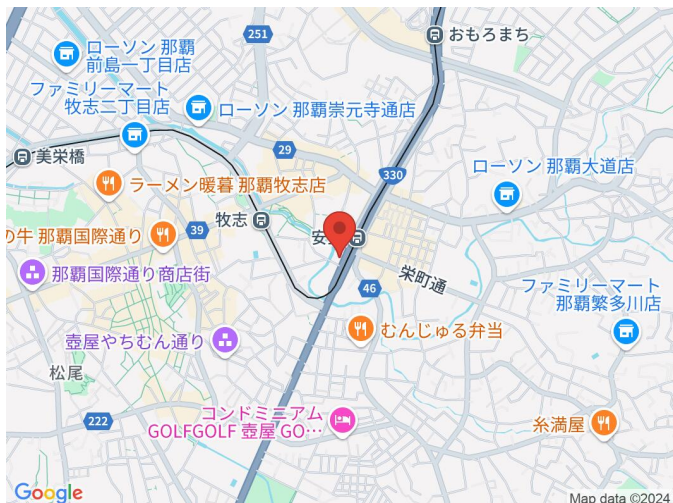 おもろまち
251
ローソン 那覇
前島一丁目店
ファミリーマート
牧志二丁目店
ローソン 那覇崇元寺通店
29
美栄橋
330
ローソン 那覇大道店
ラーメン暖暮 那覇牧志店
39
牧志
の牛 那覇国際通り
安
栄町通
那覇国際通り商店街
46
ファミリーマート
那覇繁多川店
むんじゅる弁当
壺屋やちむん通り
松尾
222
コンドミニアム
GOLFGOLF 壺屋 GO…
糸満屋
Google
Map data ©2024